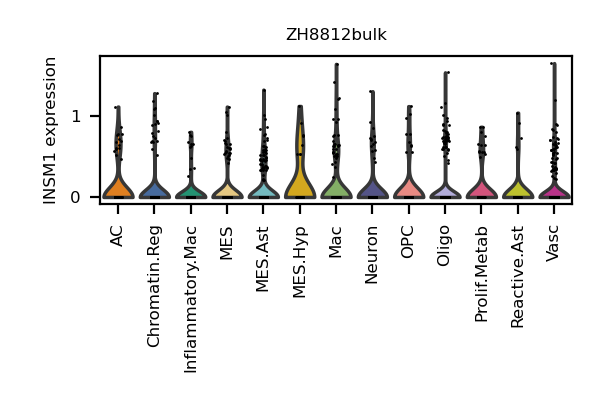 ZH8812bulk
INSM1 expression
1
0
AC
Chromatin.Reg
Inflammatory.Mac
MES
MES.Ast
MES.Hyp
Mac
Neuron
OPC
Oligo
Prolif.Metab
Reactive.Ast
Vasc